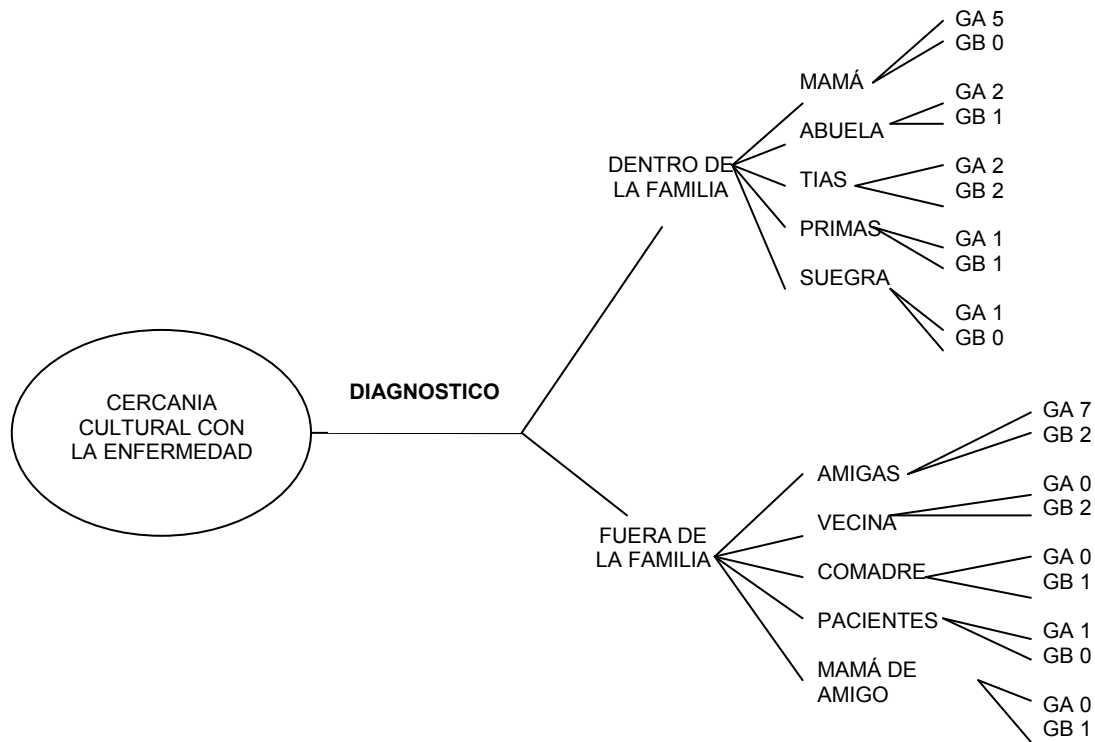 CERCANIA
CULTURAL CON
LA ENFERMEDAD
DIAGNOSTICO
DENTRO DE
LA FAMILIA
MAMÁ
GA 5
GB 0
ABUELA
GA 2
GB 1
TIAS
GA 2
GB 2
PRIMAS
GA 1
GB 1
SUEGRA
GA 1
GB 0
FUERA DE
LA FAMILIA
AMIGAS
GA 7
GB 2
VECINA
GA 0
GB 2
COMADRE
GA 0
GB 1
PACIENTES
GA 1
GB 0
MAMÁ DE
AMIGO
GA 0
GB 1